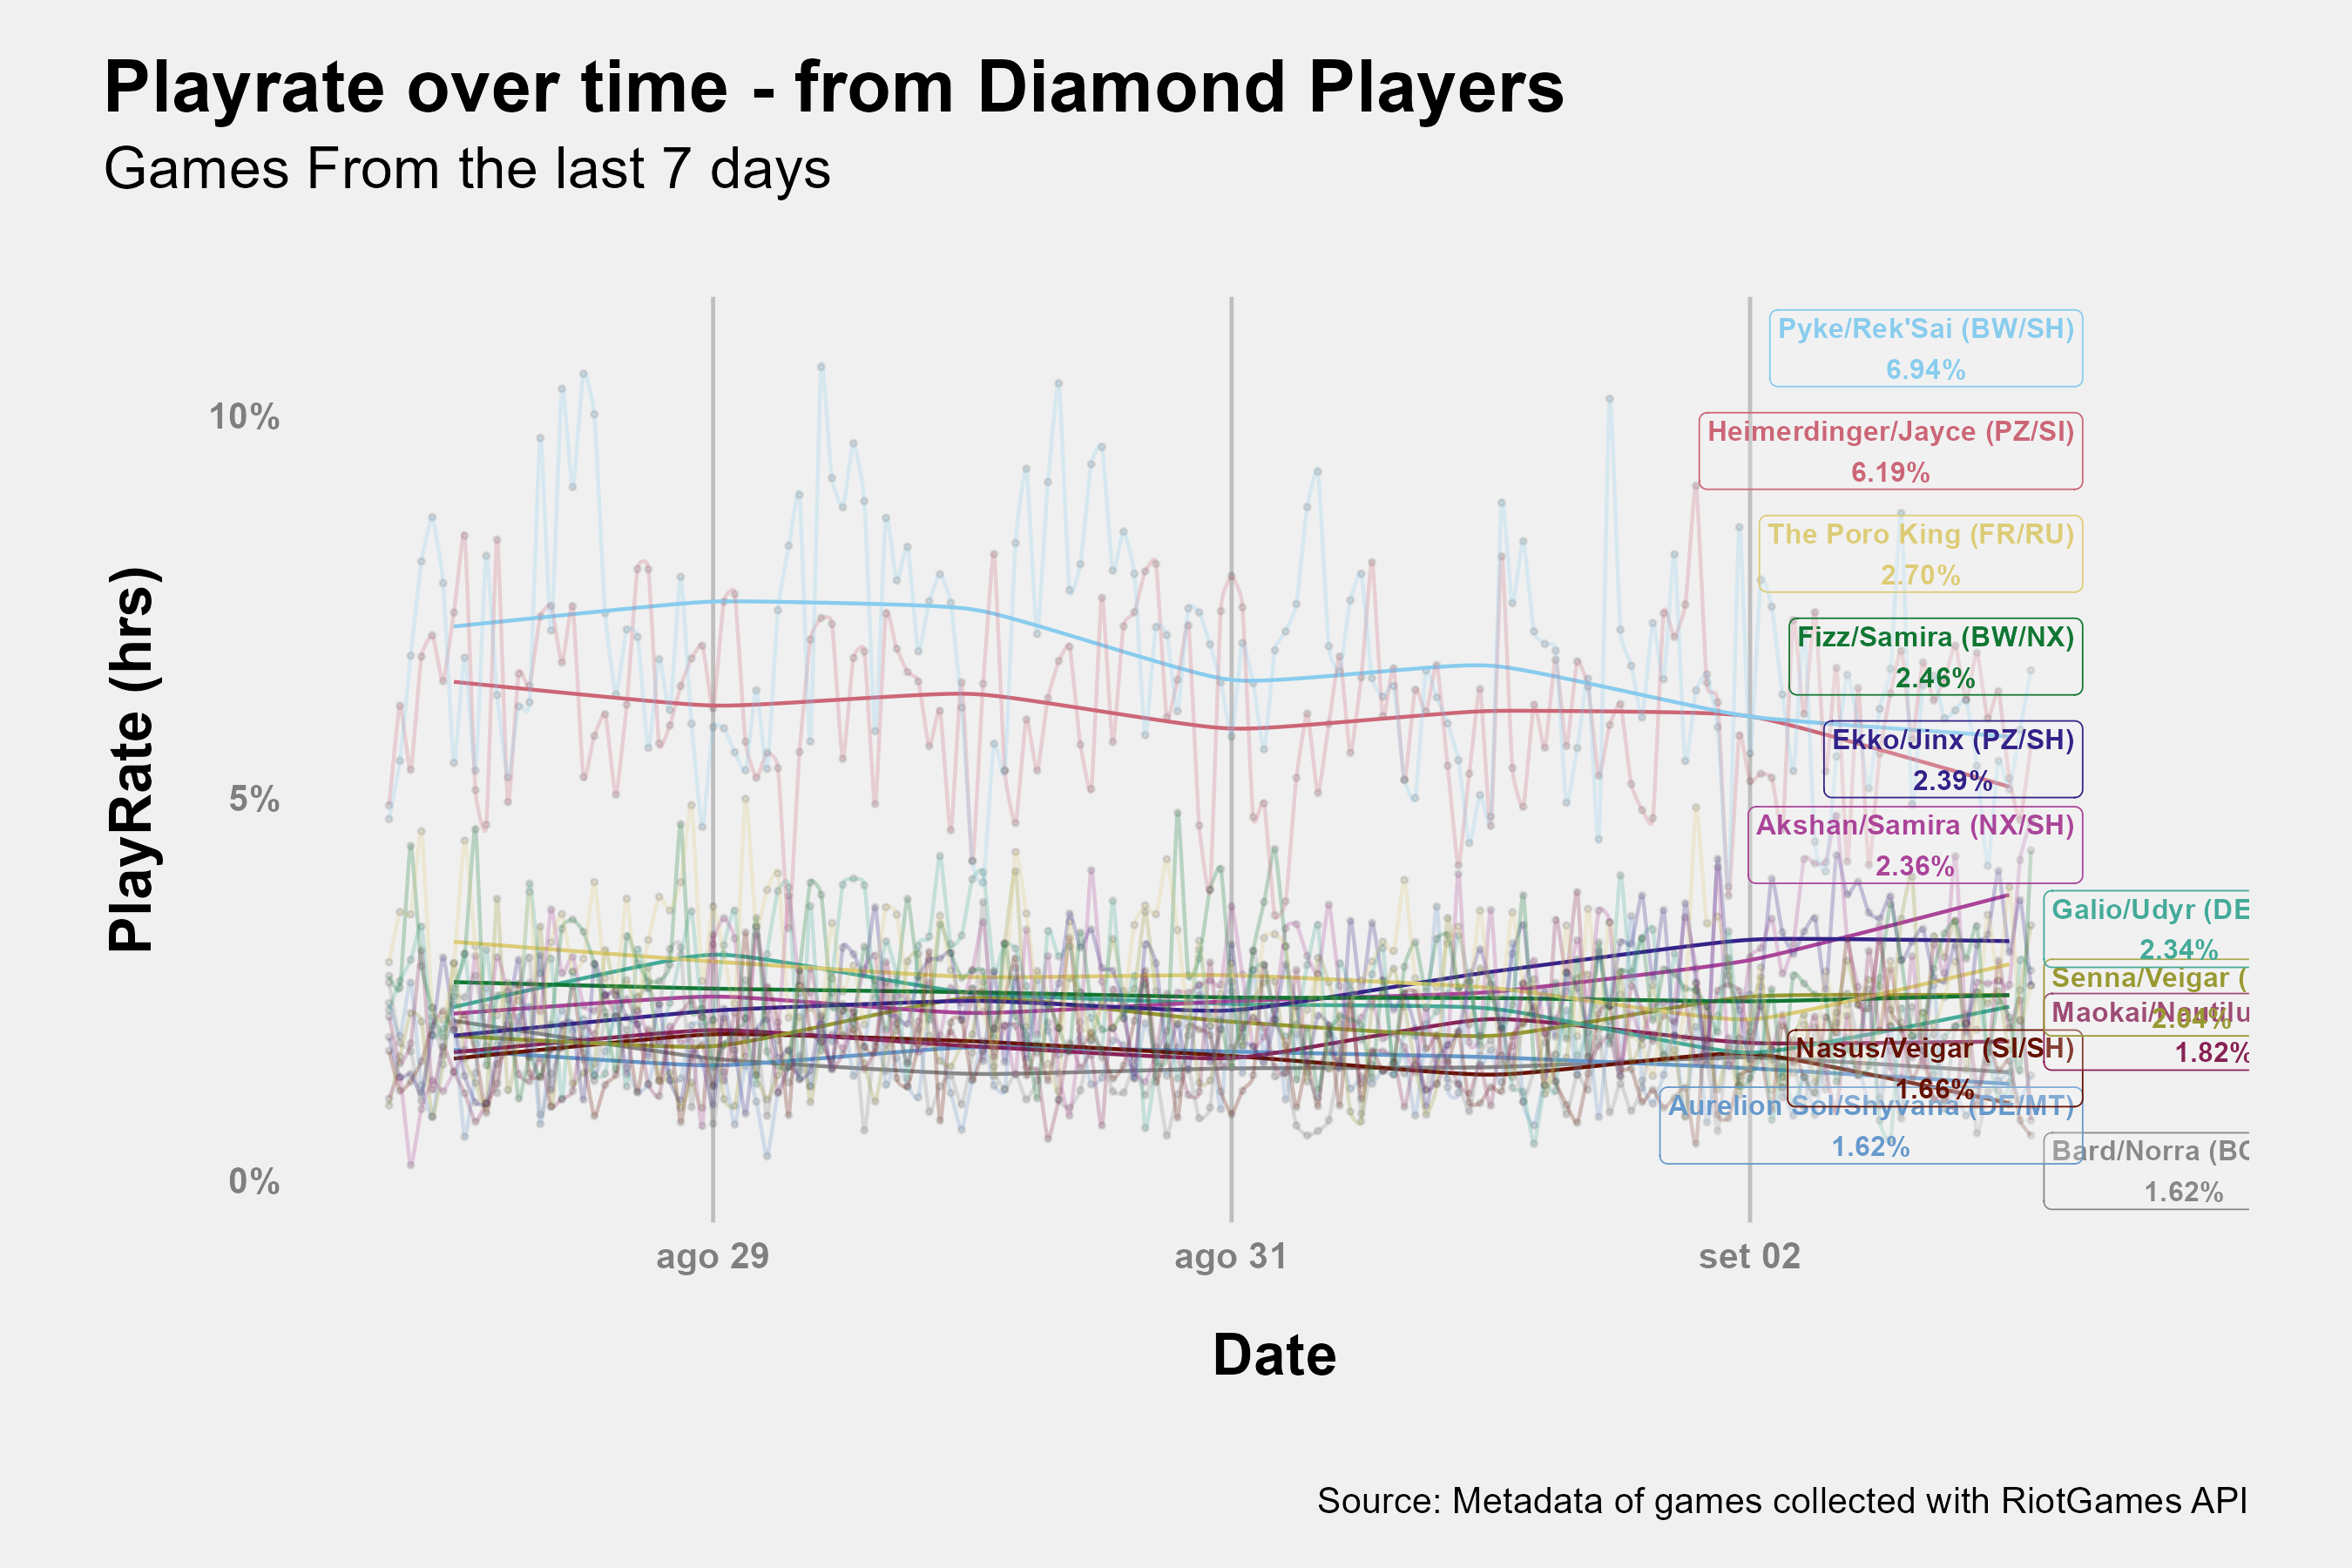 Playrate over time - from Diamond Players
Games From the last 7 days
PlayRate (hrs)
10%
5%
0%
Pyke/Rek'Sai (BW/SH)
6.94%
Heimerdinger/Jayce (PZ/SI)
6.19%
The Poro King (FR/RU)
2.70%
Fizz/Samira (BW/NX)
2.46%
Ekko/Jinx (PZ/SH)
2.39%
Akshan/Samira (NX/SH)
2.36%
Galio/Udyr (DE
2.34%
Senna/Veigar (
2.04%
Maokai/Nautilu
1.82%
Nasus/Veigar (SI/SH)
1.66%
Aurelion Sol/Shyvana (DE/MT)
1.62%
Bard/Norra (BC
1.62%
ago 29
ago 31
set 02
Date
Source: Metadata of games collected with RiotGames API